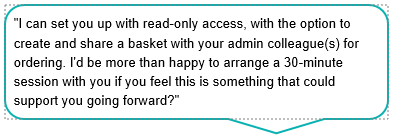 "I can set you up with read-only access, with the option to
create and share a basket with your admin colleague(s) for
ordering. I'd be more than happy to arrange a 30-minute
session with you if you feel this is something that could
support you going forward?"